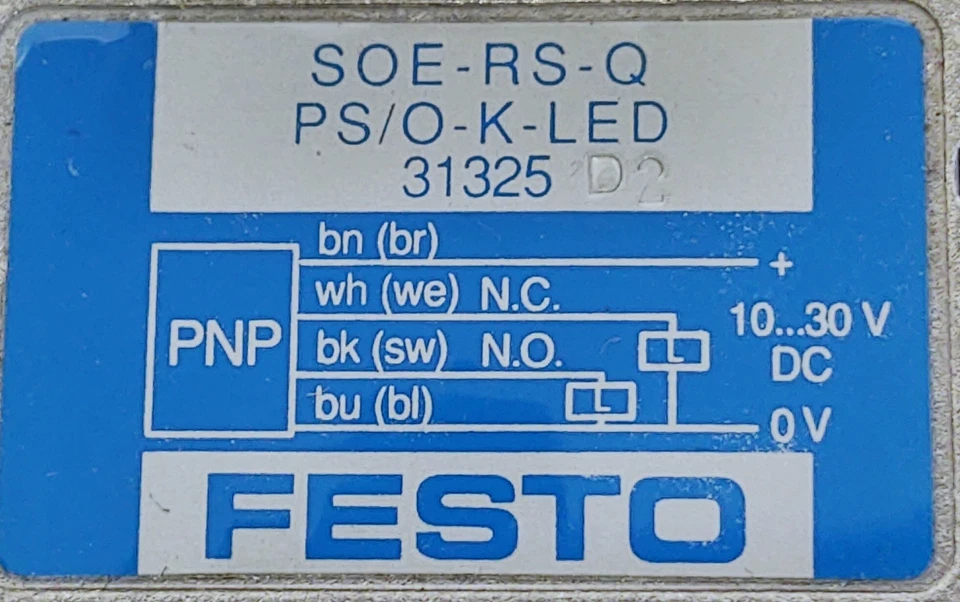 SOE-RS-Q
PS/O-K-LED
31325 D2
bn (br)
+
wh (we) N.C.
10...30 V
PNP
bk (sw) N.O.
L
DC
bu (bl)
L
0 V
FESTO